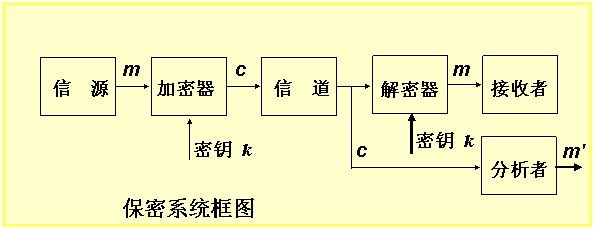 m c m
信 源 加密器 信 道 解密器 接收者
密钥 k 密钥 k
c 分析者 m'
保密系统框图